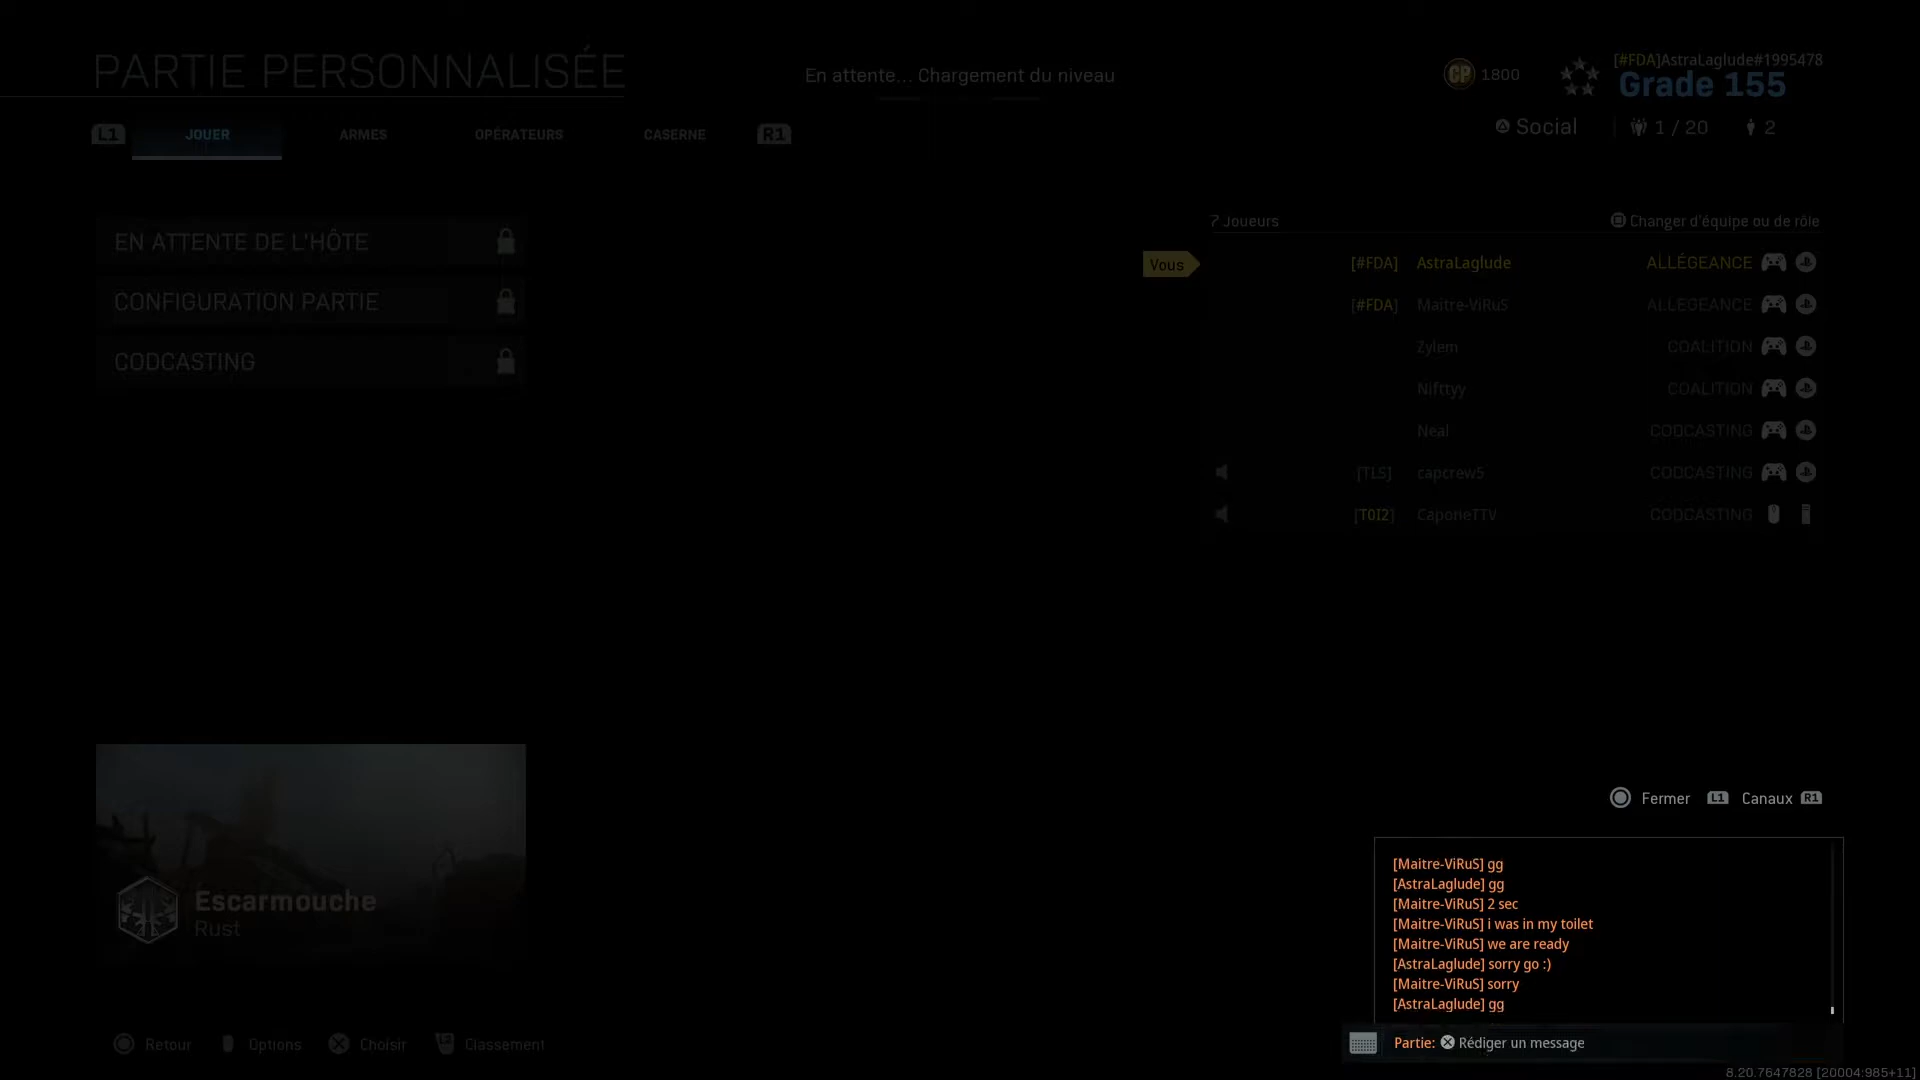 PARTIE PERSONNALISÉE
En attente... Chargement du niveau
CP 1800
[#FDA]AstraLaglude#1995478
Grade 155
Social
1 / 20
2
L1 JOUER ARMES OPÉRATEURS CASERNE R1
EN ATTENTE DE L'HÔTE
CONFIGURATION PARTIE
CODCASTING
7 Joueurs
Changer d'équipe ou de rôle
Vous [#FDA] AstraLaglude ALLÉGEANCE
[#FDA] Maitre-ViRuS ALLÉGEANCE
Zylem COALITION
Nifttyy COALITION
Neal CODCASTING
[TLS] capcrew5 CODCASTING
[T0I2] CaponeTTV CODCASTING
Escarmouche
Rust
Fermer L1 Canaux R1
[Maitre-ViRuS] gg
[AstraLaglude] gg
[Maitre-ViRuS] 2 sec
[Maitre-ViRuS] i was in my toilet
[Maitre-ViRuS] we are ready
[AstraLaglude] sorry go :)
[Maitre-ViRuS] sorry
[AstraLaglude] gg
Partie: Rédiger un message
Retour Options Choisir Classement
8.20.7647828 [20004:985+11]